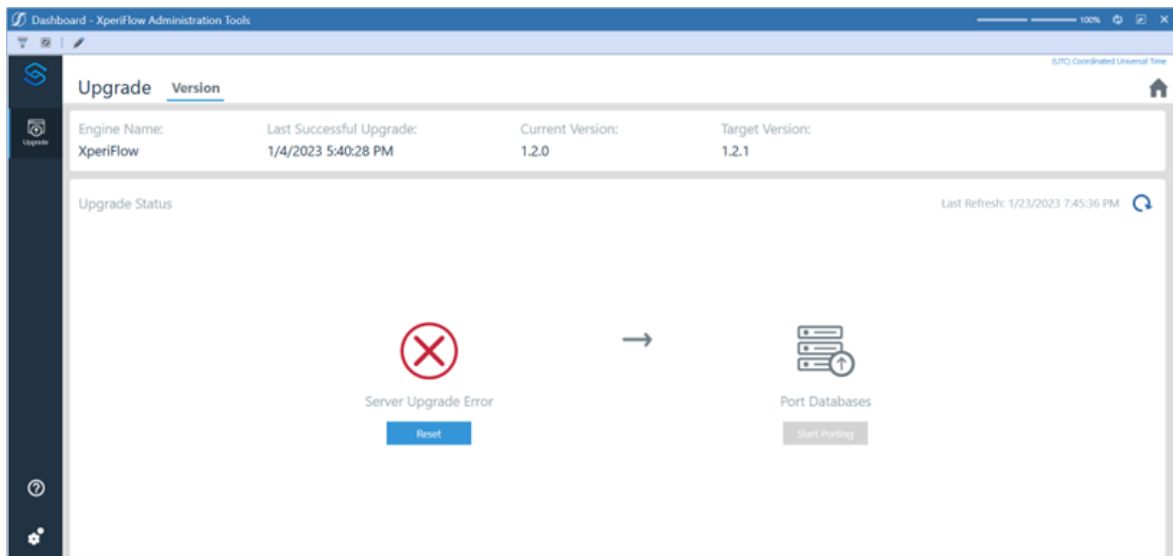 Dashboard - XperiFlow Administration Tools
100%
(UTC) Coordinated Universal Time
Upgrade Version
Upgrade
Engine Name: Last Successful Upgrade: Current Version: Target Version:
XperiFlow 1/4/2023 5:40:28 PM 1.2.0 1.2.1
Upgrade Status Last Refresh: 1/23/2023 7:45:36 PM
Server Upgrade Error Port Databases
Reset Start Porting